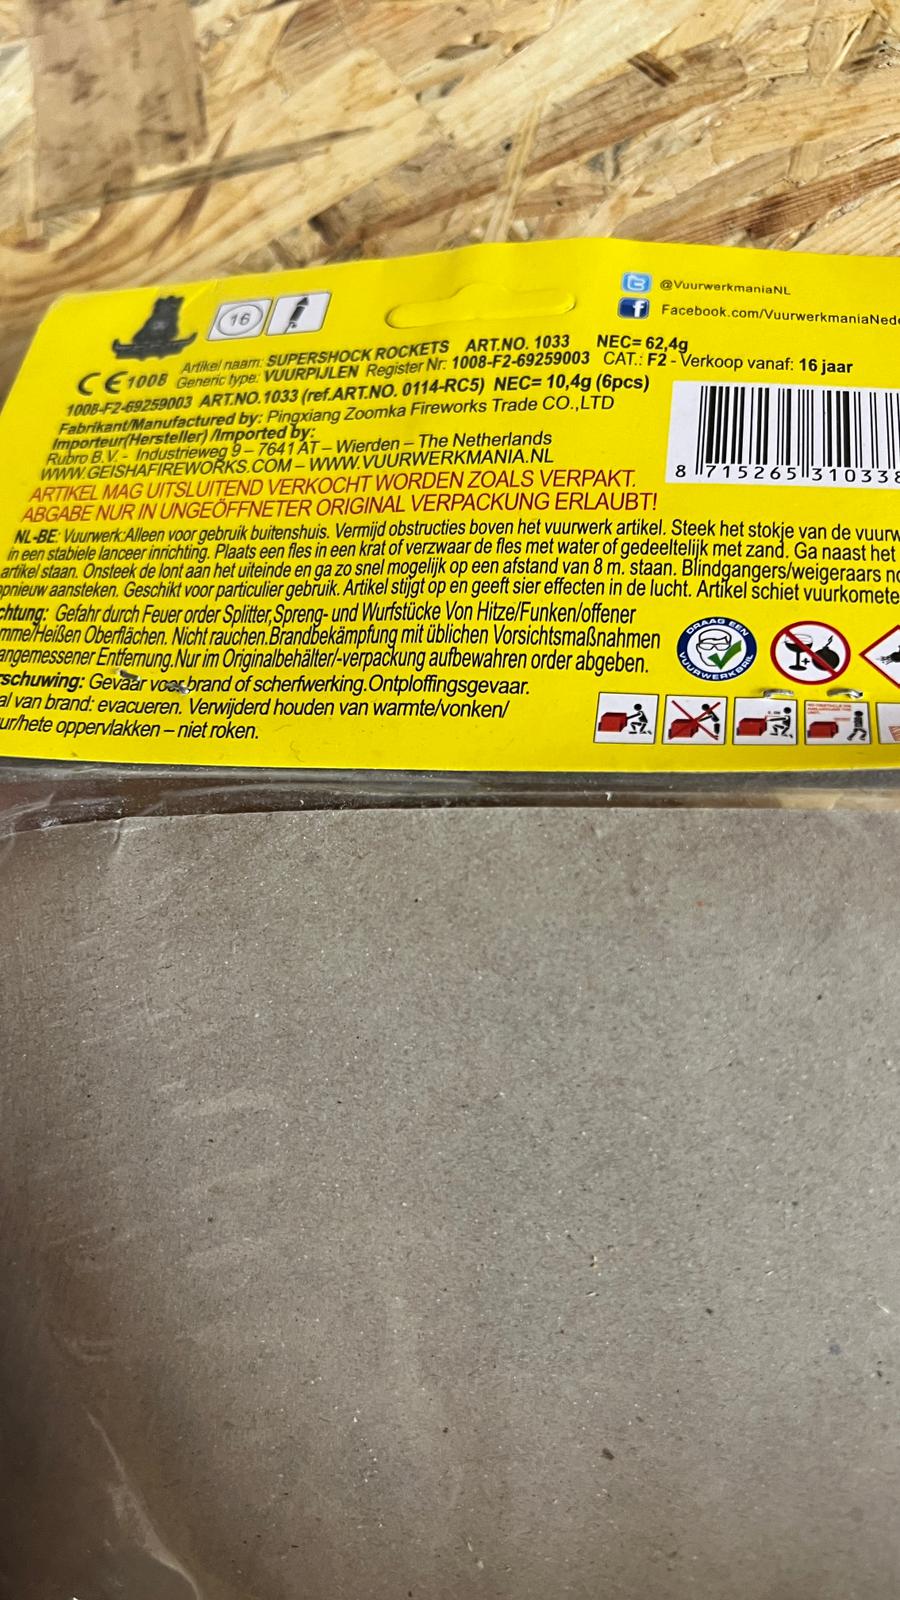 @VuurwerkmaniaNL
Facebook.com/VuurwerkmaniaNede
16
Artikel naam: SUPERSHOCK ROCKETS ART.NO. 1033 NEC= 62,4g
CE 1008 Generic type: VUURPIJLEN Register Nr: 1008-F2-69259003 CAT.: F2 - Verkoop vanaf: 16 jaar
1008-F2-69259003 ART.NO.1033 (ref.ART.NO. 0114-RC5) NEC= 10,4g (6pcs)
Fabrikant/Manufactured by: Pingxiang Zoomka Fireworks Trade CO.,LTD
Importeur(Hersteller) /Imported by:
Rubro B.V. - Industrieweg 9 – 7641 AT – Wierden – The Netherlands
WWW.GEISHAFIREWORKS.COM – WWW.VUURWERKMANIA.NL
8 715265 31033
ARTIKEL MAG UITSLUITEND VERKOCHT WORDEN ZOALS VERPAKT.
ABGABE NUR IN UNGEÖFFNETER ORIGINAL VERPACKUNG ERLAUBT!
NL-BE: Vuurwerk:Alleen voor gebruik buitenshuis. Vermijd obstructies boven het vuurwerk artikel. Steek het stokje van de vuurw
in een stabiele lanceer inrichting. Plaats een fles in een krat of verzwaar de fles met water of gedeeltelijk met zand. Ga naast het
artikel staan. Onsteek de lont aan het uiteinde en ga zo snel mogelijk op een afstand van 8 m. staan. Blindgangers/weigeraars no
opnieuw aansteken. Geschikt voor particulier gebruik. Artikel stijgt op en geeft sier effecten in de lucht. Artikel schiet vuurkomete
chtung: Gefahr durch Feuer order Splitter,Spreng- und Wurfstücke Von Hitze/Funken/offener
mme/Heißen Oberflächen. Nicht rauchen.Brandbekämpfung mit üblichen Vorsichtsmaßnahmen
angemessener Entfernung.Nur im Originalbehälter/-verpackung aufbewahren order abgeben.
rschuwing: Gevaar voor brand of scherfwerking.Ontploffingsgevaar.
al van brand: evacueren. Verwijderd houden van warmte/vonken/
ur/hete oppervlakken – niet roken.
DRAAG EEN
VUURWERKBRIL